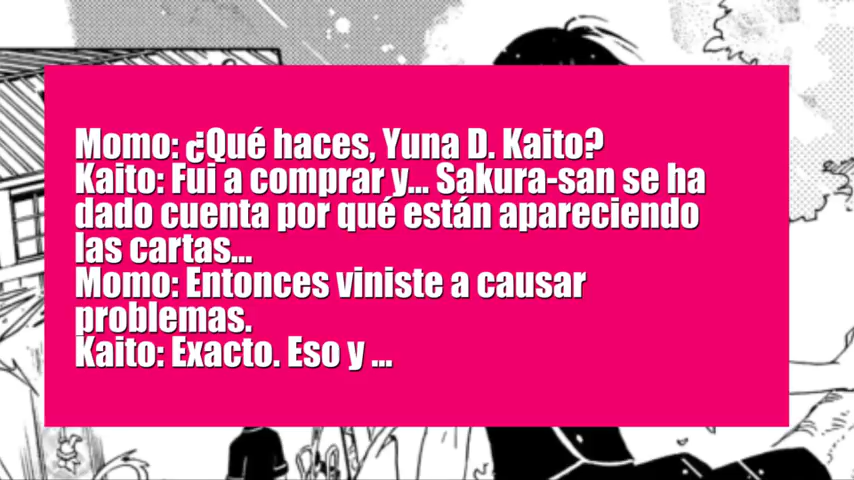 Momo: ¿Qué haces, Yuna D. Kaito?
Kaito: Fui a comprar y... Sakura-san se ha
dado cuenta por qué están apareciendo
las cartas...
Momo: Entonces viniste a causar
problemas.
Kaito: Exacto. Eso y ...